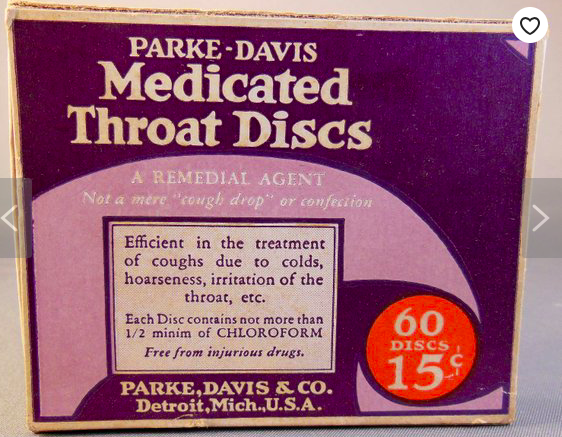 PARKE-DAVIS
Medicated
Throat Discs
A REMEDIAL AGENT
Not a mere "cough drop" or confection
Efficient in the treatment
of coughs due to colds,
hoarseness, irritation of the
throat, etc.
Each Disc contains not more than
1/2 minim of CHLOROFORM
Free from injurious drugs.
60
DISCS
15¢
PARKE, DAVIS & CO.
Detroit, Mich., U.S.A.